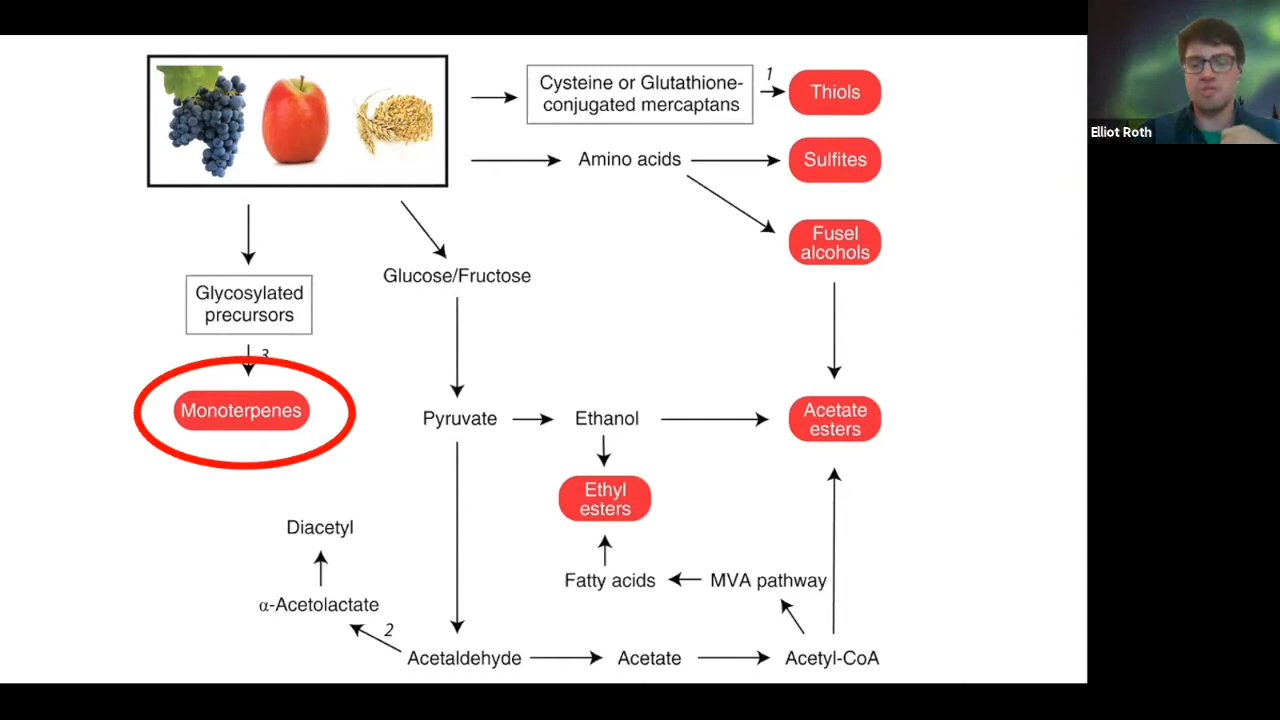 Cysteine or Glutathione-
conjugated mercaptans
1
Thiols
Elliot Roth
Amino acids
Sulfites
Fusel
alcohols
Glucose/Fructose
Glycosylated
precursors
3
Monoterpenes
Pyruvate
Ethanol
Acetate
esters
Ethyl
esters
Diacetyl
Fatty acids
MVA pathway
α-Acetolactate
2
Acetaldehyde
Acetate
Acetyl-CoA